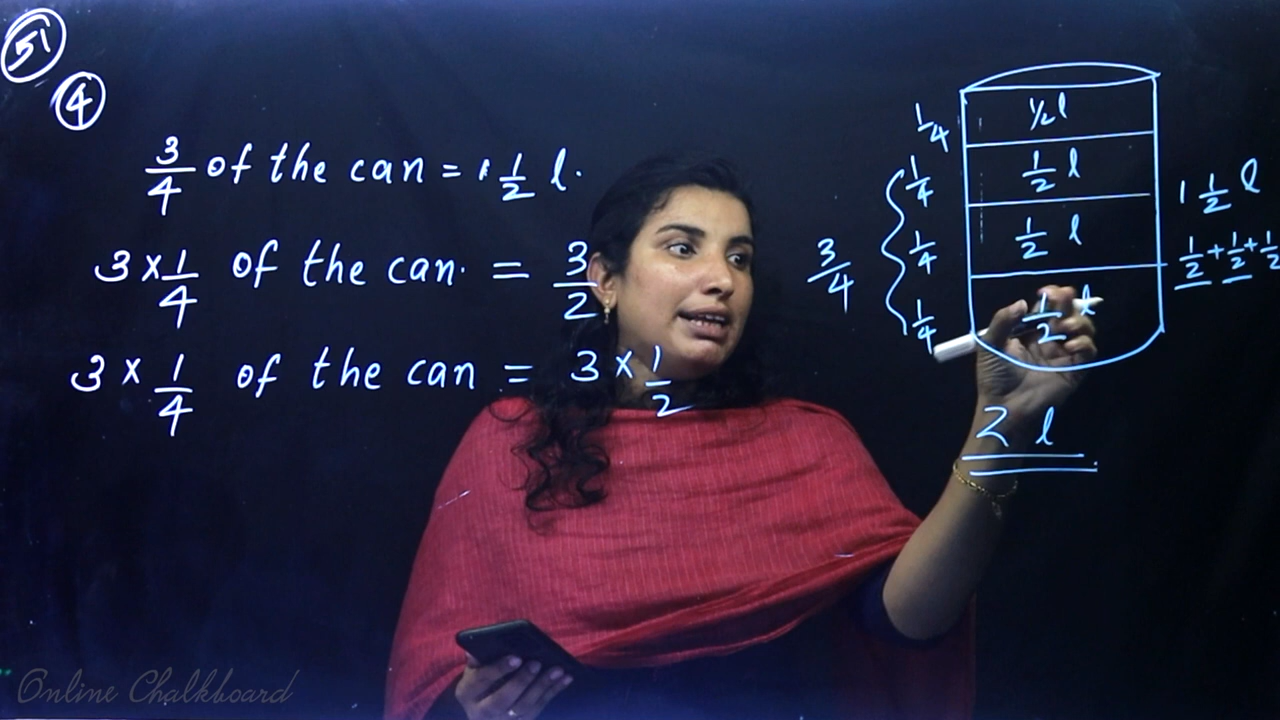 51
4
3/4 of the can = 1 1/2 l.
3 × 1/4 of the can. = 3/2
3 × 1/4 of the can = 3 × 1/2
1/4
1/4
1/4
1/4
3/4
1/2 l
1/2 l
1/2 l
1/2 l
1 1/2 l
1/2 + 1/2 + 1/2
2 l
Online Chalkboard